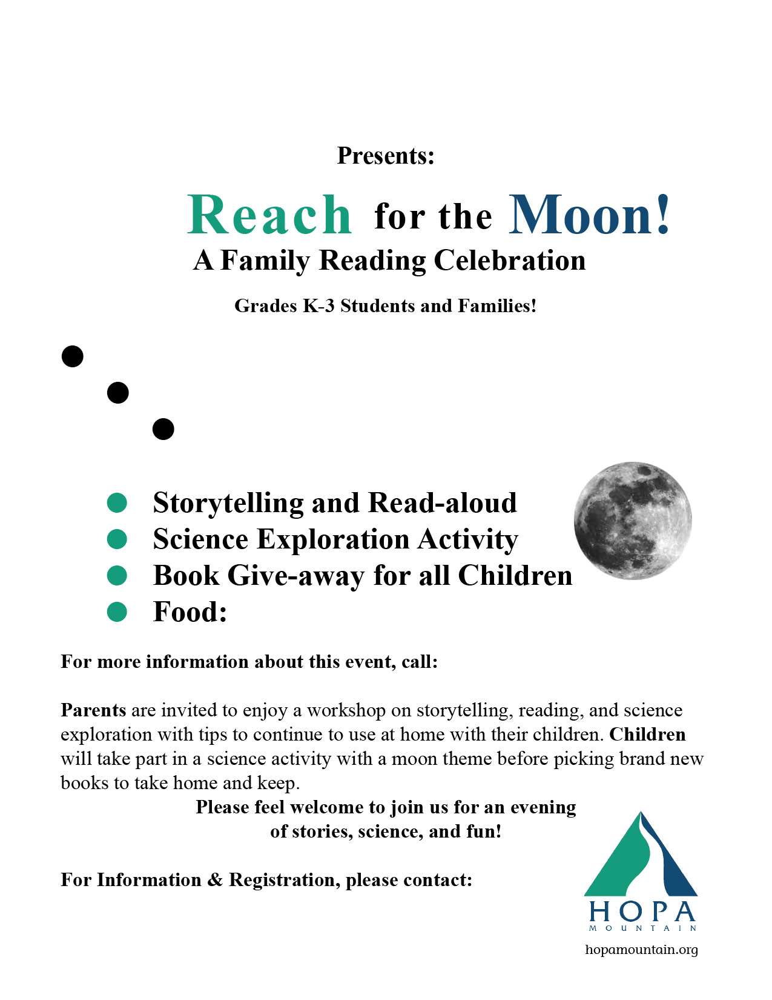 Presents:
Reach for the Moon!
A Family Reading Celebration
Grades K-3 Students and Families!
Storytelling and Read-aloud
Science Exploration Activity
Book Give-away for all Children
Food:
For more information about this event, call:
Parents are invited to enjoy a workshop on storytelling, reading, and science
exploration with tips to continue to use at home with their children. Children
will take part in a science activity with a moon theme before picking brand new
books to take home and keep.
Please feel welcome to join us for an evening
of stories, science, and fun!
For Information & Registration, please contact:
HOPA
MOUNTAIN
hopamountain.org